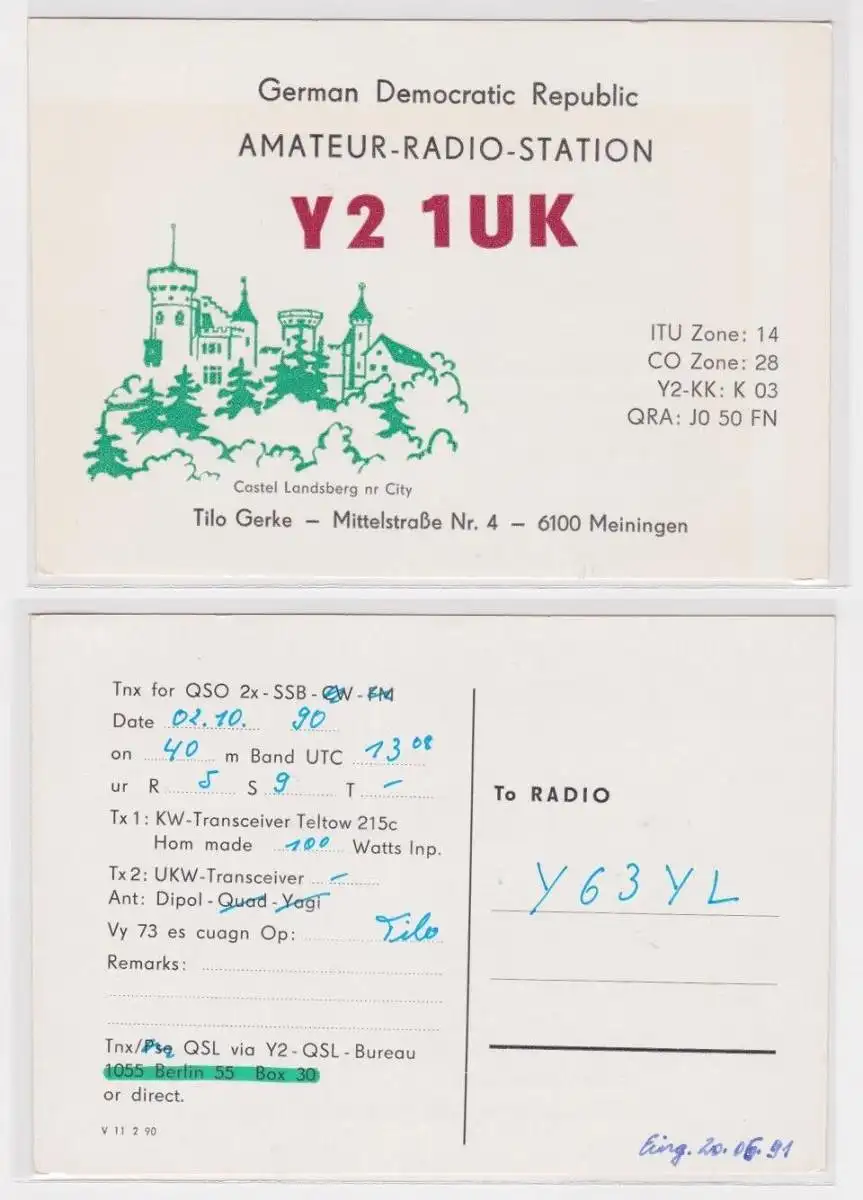 German Democratic Republic
AMATEUR-RADIO-STATION
Y2 1UK
ITU Zone: 14
CO Zone: 28
Y2-KK: K 03
QRA: JO 50 FN
Castel Landsberg nr City
Tilo Gerke – Mittelstraße Nr. 4 – 6100 Meiningen
Tnx for QSO 2x-SSB-CW-FM
Date 02.10. 90
on 40 m Band UTC 13 08
ur R 5 S 9 T –
Tx 1: KW-Transceiver Teltow 215c
Hom made 100 Watts Inp.
Tx 2: UKW-Transceiver –
Ant: Dipol-Quad-Yagi
Vy 73 es cuagn Op: Tilo
Remarks:
Tnx/Pse QSL via Y2-QSL-Bureau
1055 Berlin 55 Box 30
or direct.
V 11 2 90
To RADIO
Y63YL
Eing. 20.06.91